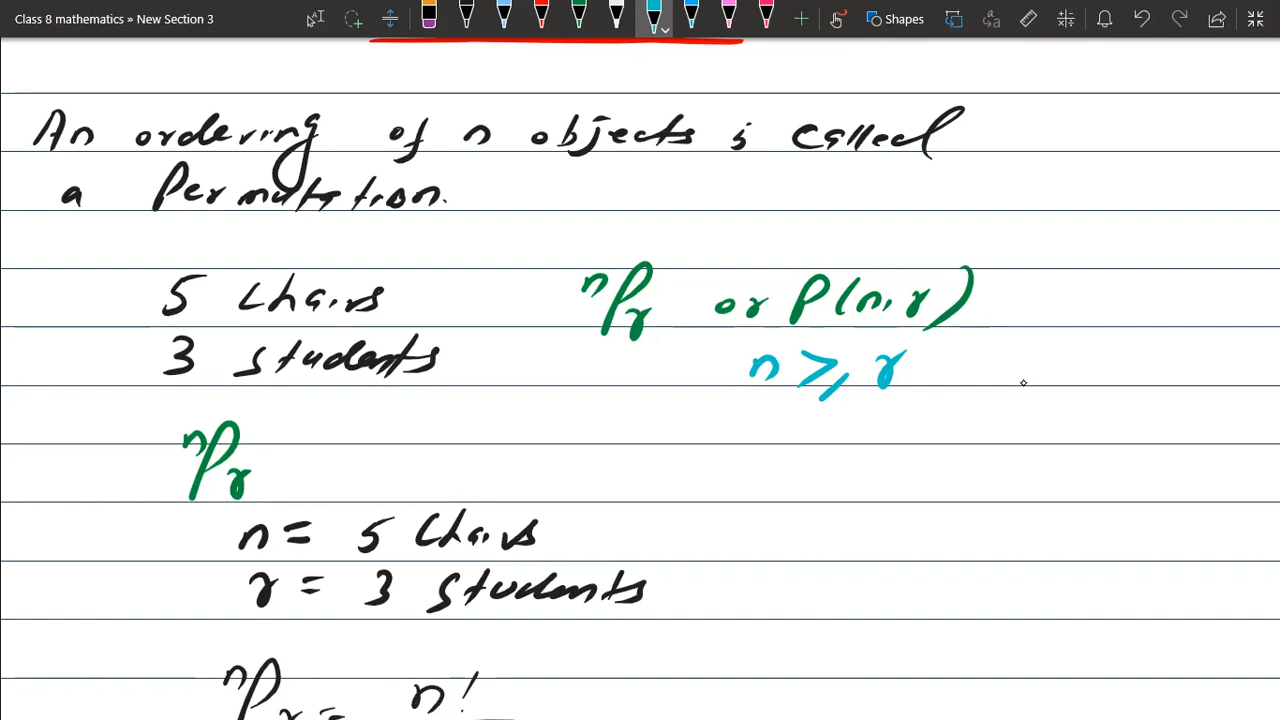 Class 8 mathematics » New Section 3
Shapes
An ordering of n objects is called
a Permutation.
5 Chairs
ⁿPᵣ or P(n,r)
3 students
n ≥ r
ⁿPᵣ
n = 5 Chairs
r = 3 students
ⁿPᵣ = n!